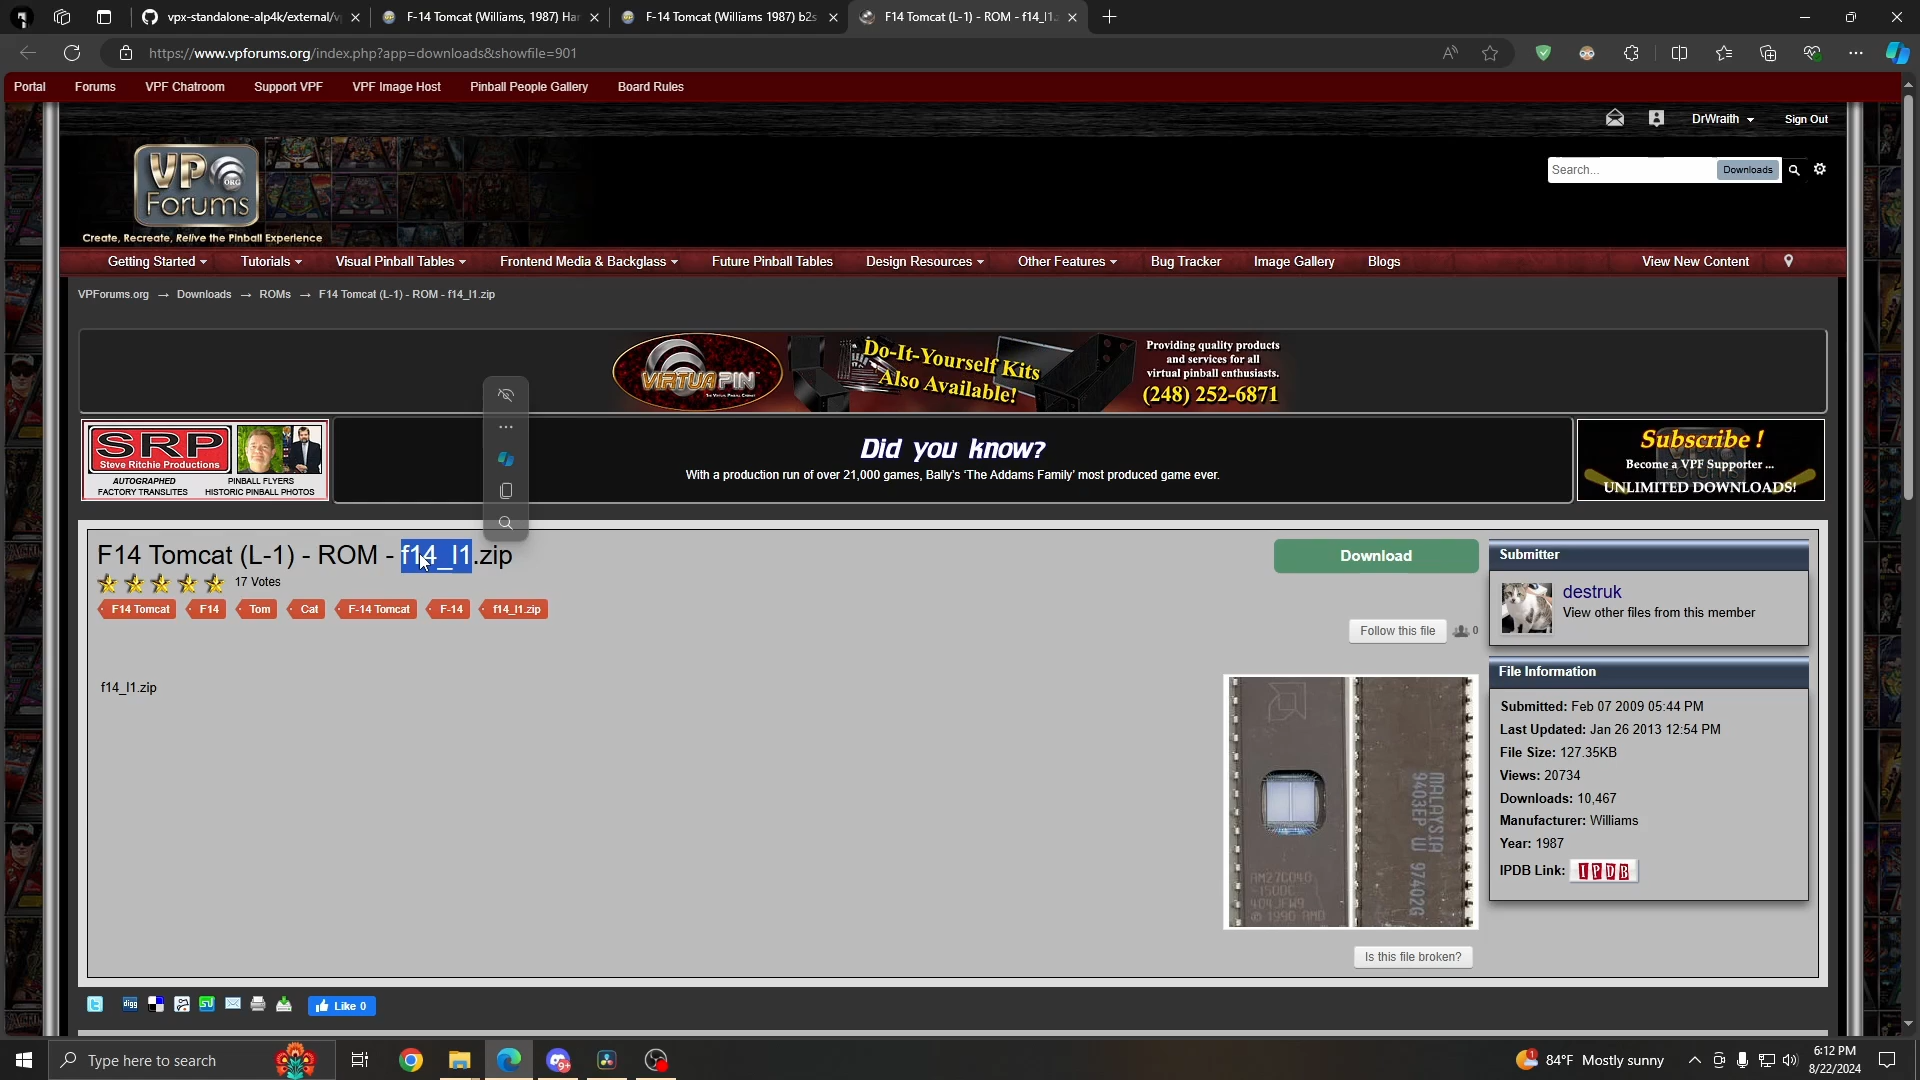 vpx-standalone-alp4k/external/v
F-14 Tomcat (Williams, 1987) Ha
F-14 Tomcat (Williams 1987) b2s
F14 Tomcat (L-1) - ROM - f14_l1.
https://www.vpforums.org/index.php?app=downloads&showfile=901
Portal
Forums
VPF Chatroom
Support VPF
VPF Image Host
Pinball People Gallery
Board Rules
DrWraith
Sign Out
VP
ORG
Forums
Create, Recreate, Relive the Pinball Experience
Search...
Downloads
Getting Started
Tutorials
Visual Pinball Tables
Frontend Media & Backglass
Future Pinball Tables
Design Resources
Other Features
Bug Tracker
Image Gallery
Blogs
View New Content
VPForums.org → Downloads → ROMs → F14 Tomcat (L-1) - ROM - f14_l1.zip
VIRTUAPIN
Do-It-Yourself Kits
Also Available!
Providing quality products
and services for all
virtual pinball enthusiasts.
(248) 252-6871
SRP
Steve Ritchie Productions
AUTOGRAPHED
FACTORY TRANSLITES
PINBALL FLYERS
HISTORIC PINBALL PHOTOS
Did you know?
With a production run of over 21,000 games, Bally's 'The Addams Family' most produced game ever.
Subscribe !
Become a VPF Supporter ...
UNLIMITED DOWNLOADS!
F14 Tomcat (L-1) - ROM - f14_l1.zip
17 Votes
F14 Tomcat
F14
Tom
Cat
F-14 Tomcat
F-14
f14_l1.zip
f14_l1.zip
Download
Follow this file
0
MALAYSIA
9403EP W 97402G
AM27C040
-150DC
404JFW9
© 1990 AMD
Is this file broken?
Submitter
destruk
View other files from this member
File Information
Submitted: Feb 07 2009 05:44 PM
Last Updated: Jan 26 2013 12:54 PM
File Size: 127.35KB
Views: 20734
Downloads: 10,467
Manufacturer: Williams
Year: 1987
IPDB Link: IPDB
digg
Like 0
Type here to search
9+
1
84°F Mostly sunny
6:12 PM
8/22/2024